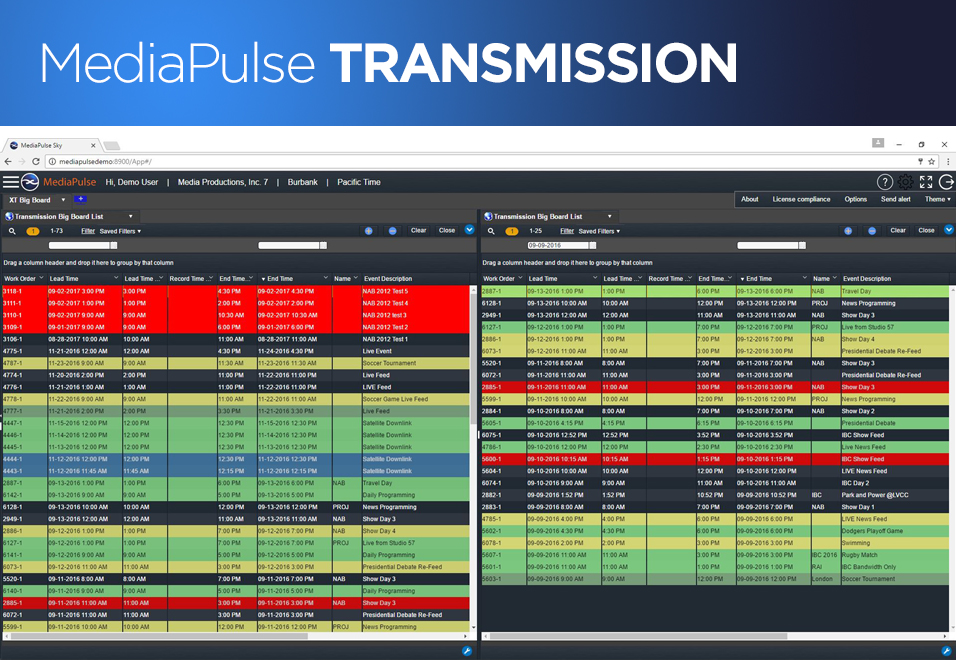 MediaPulse TRANSMISSION
MediaPulse Sky
mediapulsedemo:8900/App#/
MediaPulse Hi, Demo User | Media Productions, Inc. 7 | Burbank | Pacific Time
XT Big Board About License compliance Options Send alert Theme
Transmission Big Board List
1 1-73 Filter Saved Filters Clear Close
Drag a column header and drop it here to group by that column
Work Order Lead Time Lead Time ... Record Time ... End Time... End Time Name Event Description
3118-1 09-02-2017 3:00 PM 3:00 PM 4:30 PM 09-02-2017 4:30 PM NAB 2012 Test 5
3111-1 09-02-2017 1:00 PM 1:00 PM 2:00 PM 09-02-2017 2:00 PM NAB 2012 Test 4
3110-1 09-02-2017 9:00 AM 9:00 AM 10:30 AM 09-02-2017 10:30 AM NAB 2012 test 3
3109-1 09-01-2017 9:00 AM 9:00 AM 6:00 PM 09-01-2017 6:00 PM NAB 2012 Test 2
3106-1 08-28-2017 10:00 AM 10:00 AM 11:00 AM 08-28-2017 11:00 AM NAB 2012 Test 1
4775-1 11-21-2016 12:00 AM 12:00 AM 4:30 PM 11-24-2016 4:30 PM Live Event
4787-1 11-23-2016 9:00 AM 9:00 AM 11:30 AM 11-23-2016 11:30 AM Soccer Tournament
4774-1 11-20-2016 2:00 PM 2:00 PM 1:00 PM 11-22-2016 1:00 PM Live Feed
4776-1 11-21-2016 1:00 AM 1:00 AM 11:00 PM 11-22-2016 11:00 PM LIVE Feed
4778-1 11-22-2016 9:00 AM 9:00 AM 11:00 AM 11-22-2016 11:00 AM Soccer Game Live Feed
4777-1 11-21-2016 2:00 PM 2:00 PM 3:30 PM 11-21-2016 3:30 PM Live Feed
4447-1 11-15-2016 12:00 PM 12:00 PM 12:30 PM 11-15-2016 12:30 PM Satellite Downlink
4446-1 11-14-2016 12:00 PM 12:00 PM 12:30 PM 11-14-2016 12:30 PM Satellite Downlink
4445-1 11-13-2016 12:00 PM 12:00 PM 12:30 PM 11-13-2016 12:30 PM Satellite Downlink
4444-1 11-12-2016 12:00 PM 12:00 PM 12:30 PM 11-12-2016 12:30 PM Satellite Downlink
4443-1 11-12-2016 11:45 AM 11:45 AM 12:15 PM 11-12-2016 12:15 PM Satellite Downlink
2887-1 09-13-2016 1:00 PM 1:00 PM 6:00 PM 09-13-2016 6:00 PM NAB Travel Day
6142-1 09-13-2016 9:00 AM 9:00 AM 5:00 PM 09-13-2016 5:00 PM Daily Programming
6128-1 09-13-2016 10:00 AM 10:00 AM 12:00 PM 09-13-2016 12:00 PM PROJ News Programming
2949-1 09-13-2016 12:00 AM 12:00 AM 11:00 AM 09-13-2016 11:00 AM NAB Show Day 3
2886-1 09-12-2016 1:00 PM 1:00 PM 7:00 PM 09-12-2016 7:00 PM NAB Show Day 4
6127-1 09-12-2016 1:00 PM 1:00 PM 7:00 PM 09-12-2016 7:00 PM PROJ Live from Studio 57
6141-1 09-12-2016 9:00 AM 9:00 AM 5:00 PM 09-12-2016 5:00 PM Daily Programming
6073-1 09-12-2016 11:00 AM 11:00 AM 3:00 PM 09-12-2016 3:00 PM Presidential Debate Re-Feed
5520-1 09-11-2016 8:00 AM 8:00 AM 7:00 PM 09-11-2016 7:00 PM NAB Show Day 3
6140-1 09-11-2016 9:00 AM 9:00 AM 5:00 PM 09-11-2016 5:00 PM Daily Programming
2885-1 09-11-2016 11:00 AM 11:00 AM 3:00 PM 09-11-2016 3:00 PM NAB Show Day 3
6072-1 09-11-2016 11:00 AM 11:00 AM 3:00 PM 09-11-2016 3:00 PM Presidential Debate Re-Feed
5599-1 09-11-2016 10:00 AM 10:00 AM 12:00 PM 09-11-2016 12:00 PM PROJ News Programming
Transmission Big Board List
1 1-25 Filter Saved Filters Clear Close
09-09-2016
Drag a column header and drop it here to group by that column
Work Order Lead Time Lead Time ... Record Time ... End Time... End Time Name Event Description
2887-1 09-13-2016 1:00 PM 1:00 PM 6:00 PM 09-13-2016 6:00 PM NAB Travel Day
6128-1 09-13-2016 10:00 AM 10:00 AM 12:00 PM 09-13-2016 12:00 PM PROJ News Programming
2949-1 09-13-2016 12:00 AM 12:00 AM 11:00 AM 09-13-2016 11:00 AM NAB Show Day 3
6127-1 09-12-2016 1:00 PM 1:00 PM 7:00 PM 09-12-2016 7:00 PM PROJ Live from Studio 57
2886-1 09-12-2016 1:00 PM 1:00 PM 7:00 PM 09-12-2016 7:00 PM NAB Show Day 4
6073-1 09-12-2016 11:00 AM 11:00 AM 3:00 PM 09-12-2016 3:00 PM Presidential Debate Re-Feed
5520-1 09-11-2016 8:00 AM 8:00 AM 7:00 PM 09-11-2016 7:00 PM NAB Show Day 3
6072-1 09-11-2016 11:00 AM 11:00 AM 3:00 PM 09-11-2016 3:00 PM Presidential Debate Re-Feed
2885-1 09-11-2016 11:00 AM 11:00 AM 3:00 PM 09-11-2016 3:00 PM NAB Show Day 3
5599-1 09-11-2016 10:00 AM 10:00 AM 12:00 PM 09-11-2016 12:00 PM PROJ News Programming
2884-1 09-10-2016 8:00 AM 8:00 AM 7:00 PM 09-10-2016 7:00 PM NAB Show Day 2
5605-1 09-10-2016 4:15 PM 4:15 PM 6:15 PM 09-10-2016 6:15 PM Presidential Debate
6075-1 09-10-2016 12:52 PM 12:52 PM 3:52 PM 09-10-2016 3:52 PM IBC Show Feed
4786-1 09-10-2016 12:00 PM 12:00 PM 2:30 PM 09-10-2016 2:30 PM Live News Feed
5600-1 09-10-2016 10:15 AM 10:15 AM 1:15 PM 09-10-2016 1:15 PM IBC Show Feed
5604-1 09-10-2016 10:00 AM 10:00 AM 12:00 PM 09-10-2016 12:00 PM LIVE News Feed
6074-1 09-10-2016 9:00 AM 9:00 AM 11:00 AM 09-10-2016 11:00 AM IBC Day 2
2882-1 09-09-2016 1:52 PM 1:52 PM 10:52 PM 09-09-2016 10:52 PM IBC Park and Power @LVCC
2883-1 09-09-2016 8:00 AM 8:00 AM 7:00 PM 09-09-2016 7:00 PM NAB Show Day 1
4785-1 09-09-2016 4:00 PM 4:00 PM 6:00 PM 09-09-2016 6:00 PM LIVE News Feed
5602-1 09-09-2016 4:30 PM 4:30 PM 6:00 PM 09-09-2016 6:00 PM Dodgers Playoff Game
6078-1 09-09-2016 2:00 PM 2:00 PM 3:00 PM 09-09-2016 3:00 PM Swimming
5607-1 09-09-2016 11:00 AM 11:00 AM 3:00 PM 09-09-2016 3:00 PM IBC 2016 Rugby Match
5601-1 09-09-2016 11:00 AM 11:00 AM 1:00 PM 09-09-2016 1:00 PM RAI IBC Bandwidth Only
5603-1 09-09-2016 9:00 AM 9:00 AM 12:00 PM 09-09-2016 12:00 PM London Soccer Tournament